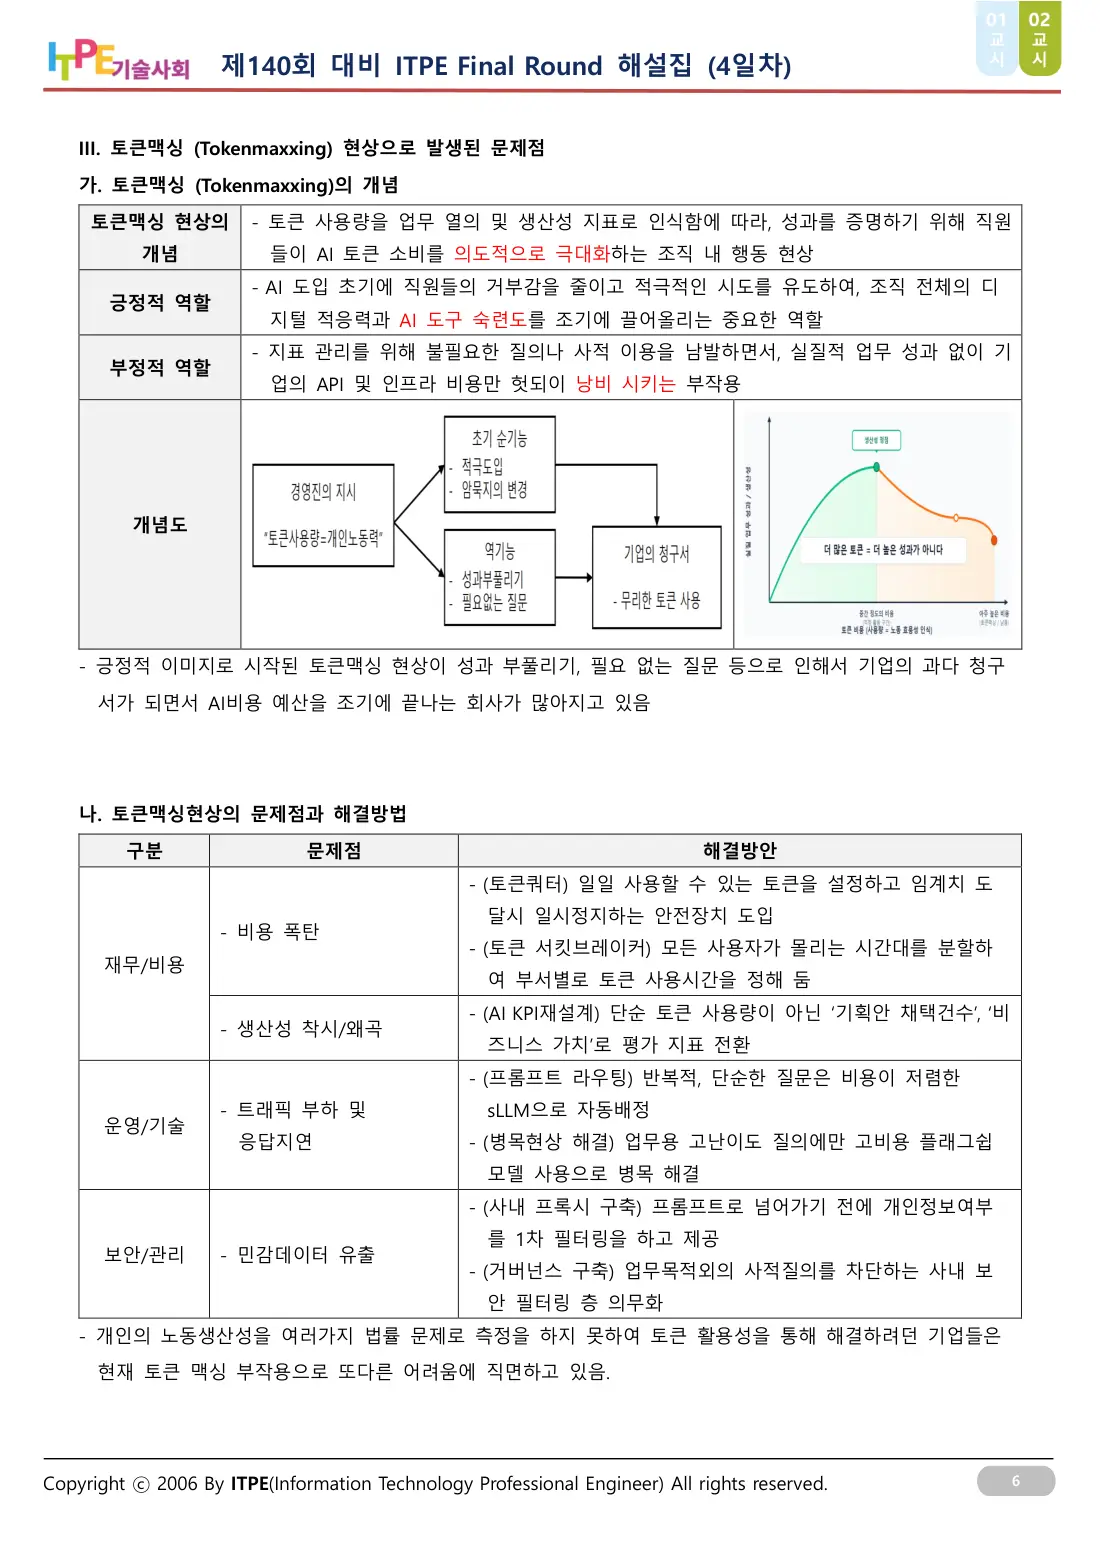 ITPE기술사회 제140회 대비 ITPE Final Round 해설집 (4일차)
01 교시
02 교시
III. 토큰맥싱 (Tokenmaxxing) 현상으로 발생된 문제점
가. 토큰맥싱 (Tokenmaxxing)의 개념
토큰맥싱 현상의
개념
- 토큰 사용량을 업무 열의 및 생산성 지표로 인식함에 따라, 성과를 증명하기 위해 직원
들이 AI 토큰 소비를 의도적으로 극대화하는 조직 내 행동 현상
긍정적 역할
- AI 도입 초기에 직원들의 거부감을 줄이고 적극적인 시도를 유도하여, 조직 전체의 디
지털 적응력과 AI 도구 숙련도를 조기에 끌어올리는 중요한 역할
부정적 역할
- 지표 관리를 위해 불필요한 질의나 사적 이용을 남발하면서, 실질적 업무 성과 없이 기
업의 API 및 인프라 비용만 헛되이 낭비 시키는 부작용
개념도
경영진의 지시
"토큰사용량=개인노동력"
초기 순기능
- 적극도입
- 암묵지의 변경
역기능
- 성과부풀리기
- 필요없는 질문
기업의 청구서
- 무리한 토큰 사용
생산성 정점
더 많은 토큰 = 더 높은 성과가 아니다
중간 정도의 비용
아주 높은 비용
토큰 비용 (사용량 = 노동 효율성 인식)
- 긍정적 이미지로 시작된 토큰맥싱 현상이 성과 부풀리기, 필요 없는 질문 등으로 인해서 기업의 과다 청구
서가 되면서 AI비용 예산을 조기에 끝나는 회사가 많아지고 있음
나. 토큰맥싱현상의 문제점과 해결방법
구분 문제점 해결방안
재무/비용
- 비용 폭탄
- (토큰쿼터) 일일 사용할 수 있는 토큰을 설정하고 임계치 도
달시 일시정지하는 안전장치 도입
- (토큰 서킷브레이커) 모든 사용자가 몰리는 시간대를 분할하
여 부서별로 토큰 사용시간을 정해 둠
- 생산성 착시/왜곡
- (AI KPI재설계) 단순 토큰 사용량이 아닌 ‘기획안 채택건수’, ‘비
즈니스 가치’로 평가 지표 전환
운영/기술
- 트래픽 부하 및
응답지연
- (프롬프트 라우팅) 반복적, 단순한 질문은 비용이 저렴한
sLLM으로 자동배정
- (병목현상 해결) 업무용 고난이도 질의에만 고비용 플래그쉽
모델 사용으로 병목 해결
보안/관리
- 민감데이터 유출
- (사내 프록시 구축) 프롬프트로 넘어가기 전에 개인정보여부
를 1차 필터링을 하고 제공
- (거버넌스 구축) 업무목적외의 사적질의를 차단하는 사내 보
안 필터링 층 의무화
- 개인의 노동생산성을 여러가지 법률 문제로 측정을 하지 못하여 토큰 활용성을 통해 해결하려던 기업들은
현재 토큰 맥싱 부작용으로 또다른 어려움에 직면하고 있음.
Copyright ⓒ 2006 By ITPE(Information Technology Professional Engineer) All rights reserved.
6